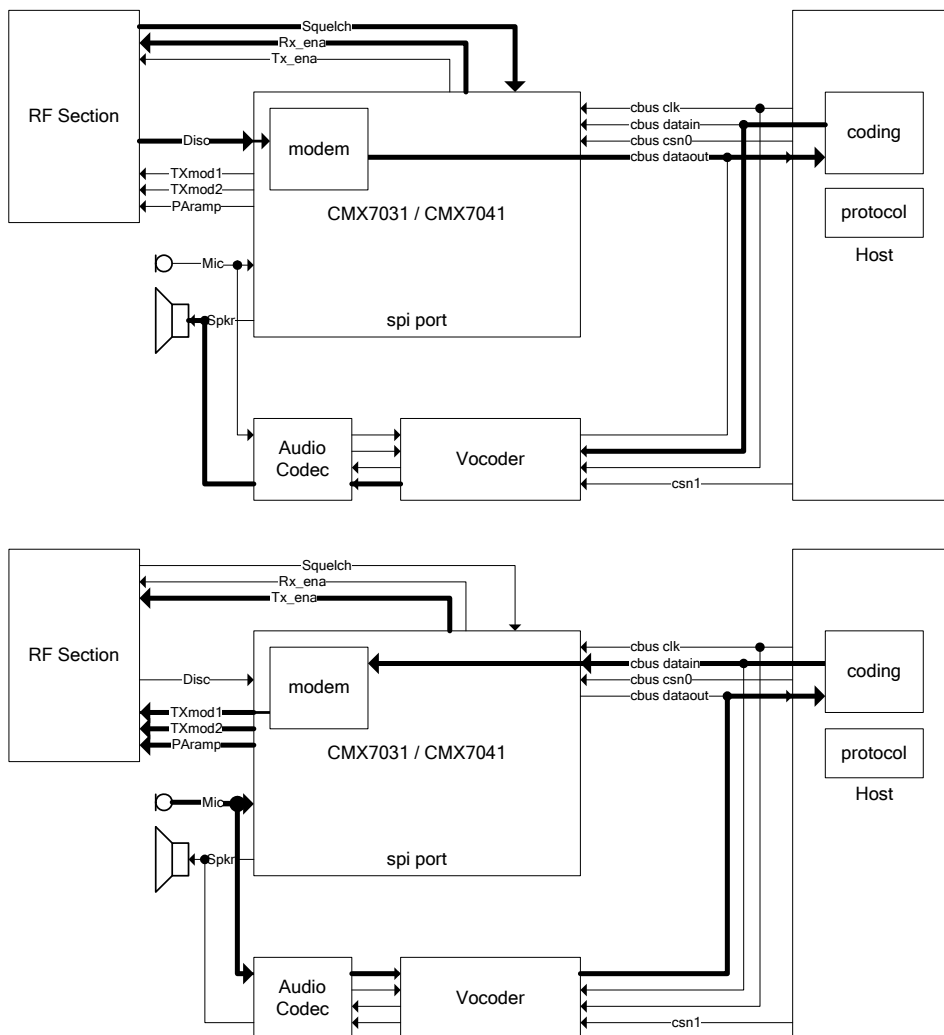 Squelch
Rx_ena
Tx_ena
RF Section
Disc
TXmod1
TXmod2
PAramp
modem
CMX7031 / CMX7041
cbus clk
cbus datain
cbus csn0
cbus dataout
coding
protocol
Host
Mic
Spkr
spi port
Audio
Codec
Vocoder
csn1
Squelch
Rx_ena
Tx_ena
RF Section
Disc
TXmod1
TXmod2
PAramp
modem
CMX7031 / CMX7041
cbus clk
cbus datain
cbus csn0
cbus dataout
coding
protocol
Host
Mic
Spkr
spi port
Audio
Codec
Vocoder
csn1